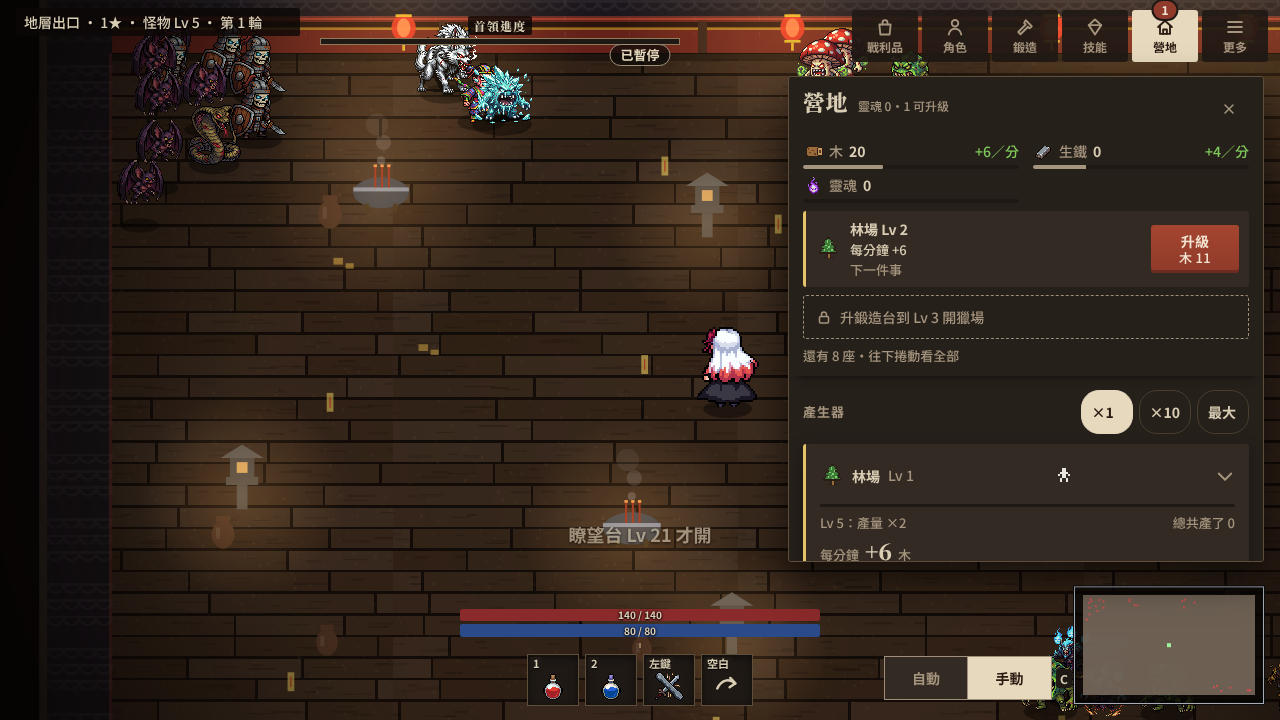 地層出口 · 1★ · 怪物 Lv 5 · 第 1 輪
首領進度
已暫停
戰利品
角色
鍛造
技能
1
營地
更多
營地 靈魂 0 · 1 可升級
木 20 +6／分
生鐵 0 +4／分
靈魂 0
林場 Lv 2
每分鐘 +6
下一件事
升級
木 11
升鍛造台到 Lv 3 開獵場
還有 8 座 · 往下捲動看全部
產生器
×1
×10
最大
林場 Lv 1
Lv 5：產量 ×2 總共產了 0
每分鐘 +6 木
瞭望台 Lv 21 才開
140 / 140
80 / 80
1
2
左鍵
空白
自動
手動
C